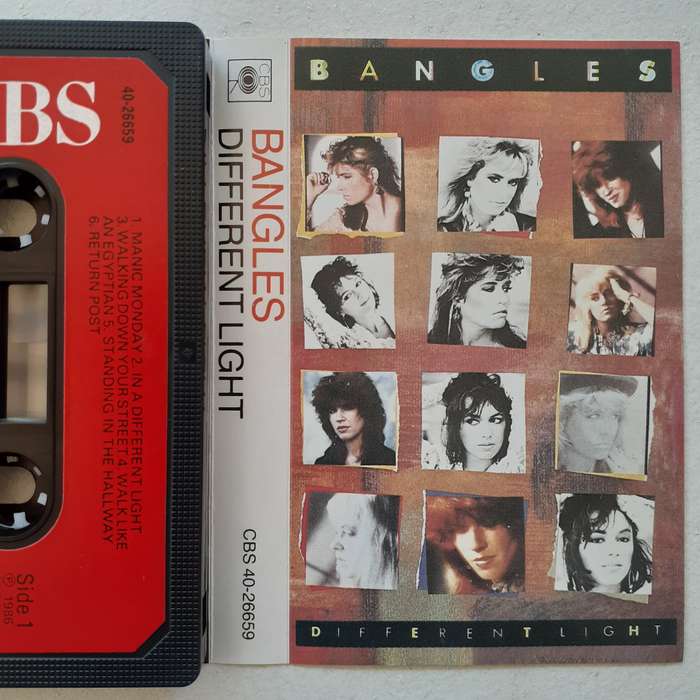 BS
40-26659
1. MANIC MONDAY 2. IN A DIFFERENT LIGHT
3. WALKING DOWN YOUR STREET 4. WALK LIKE
AN EGYPTIAN 5. STANDING IN THE HALLWAY
6. RETURN POST
Side 1
℗ 1986
CBS
BANGLES
DIFFERENT LIGHT
CBS 40-26659
BANGLES
DIFFERENT LIGHT